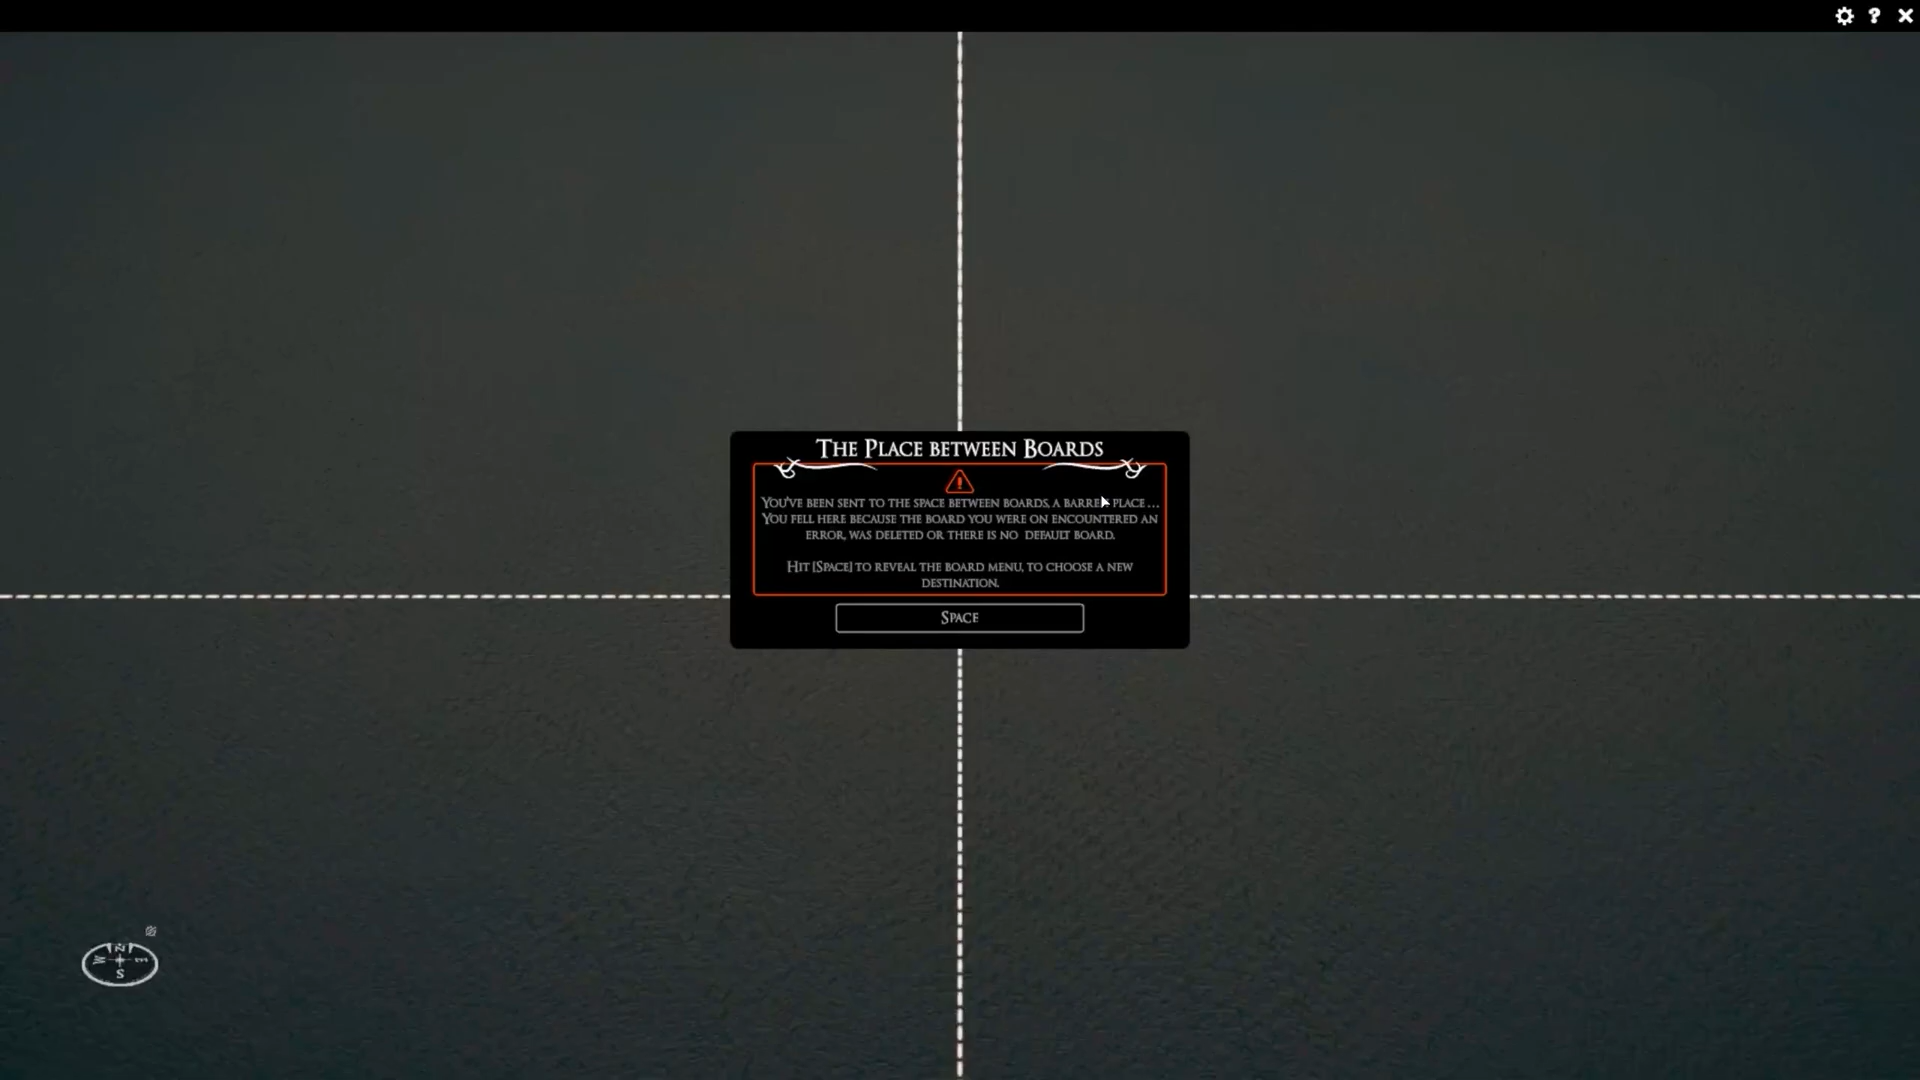 ?
The Place between Boards
You've been sent to the space between boards, a barren place ...
You fell here because the board you were on encountered an
error, was deleted or there is no default board.
Hit [Space] to reveal the board menu, to choose a new
destination.
Space
N
W E
S